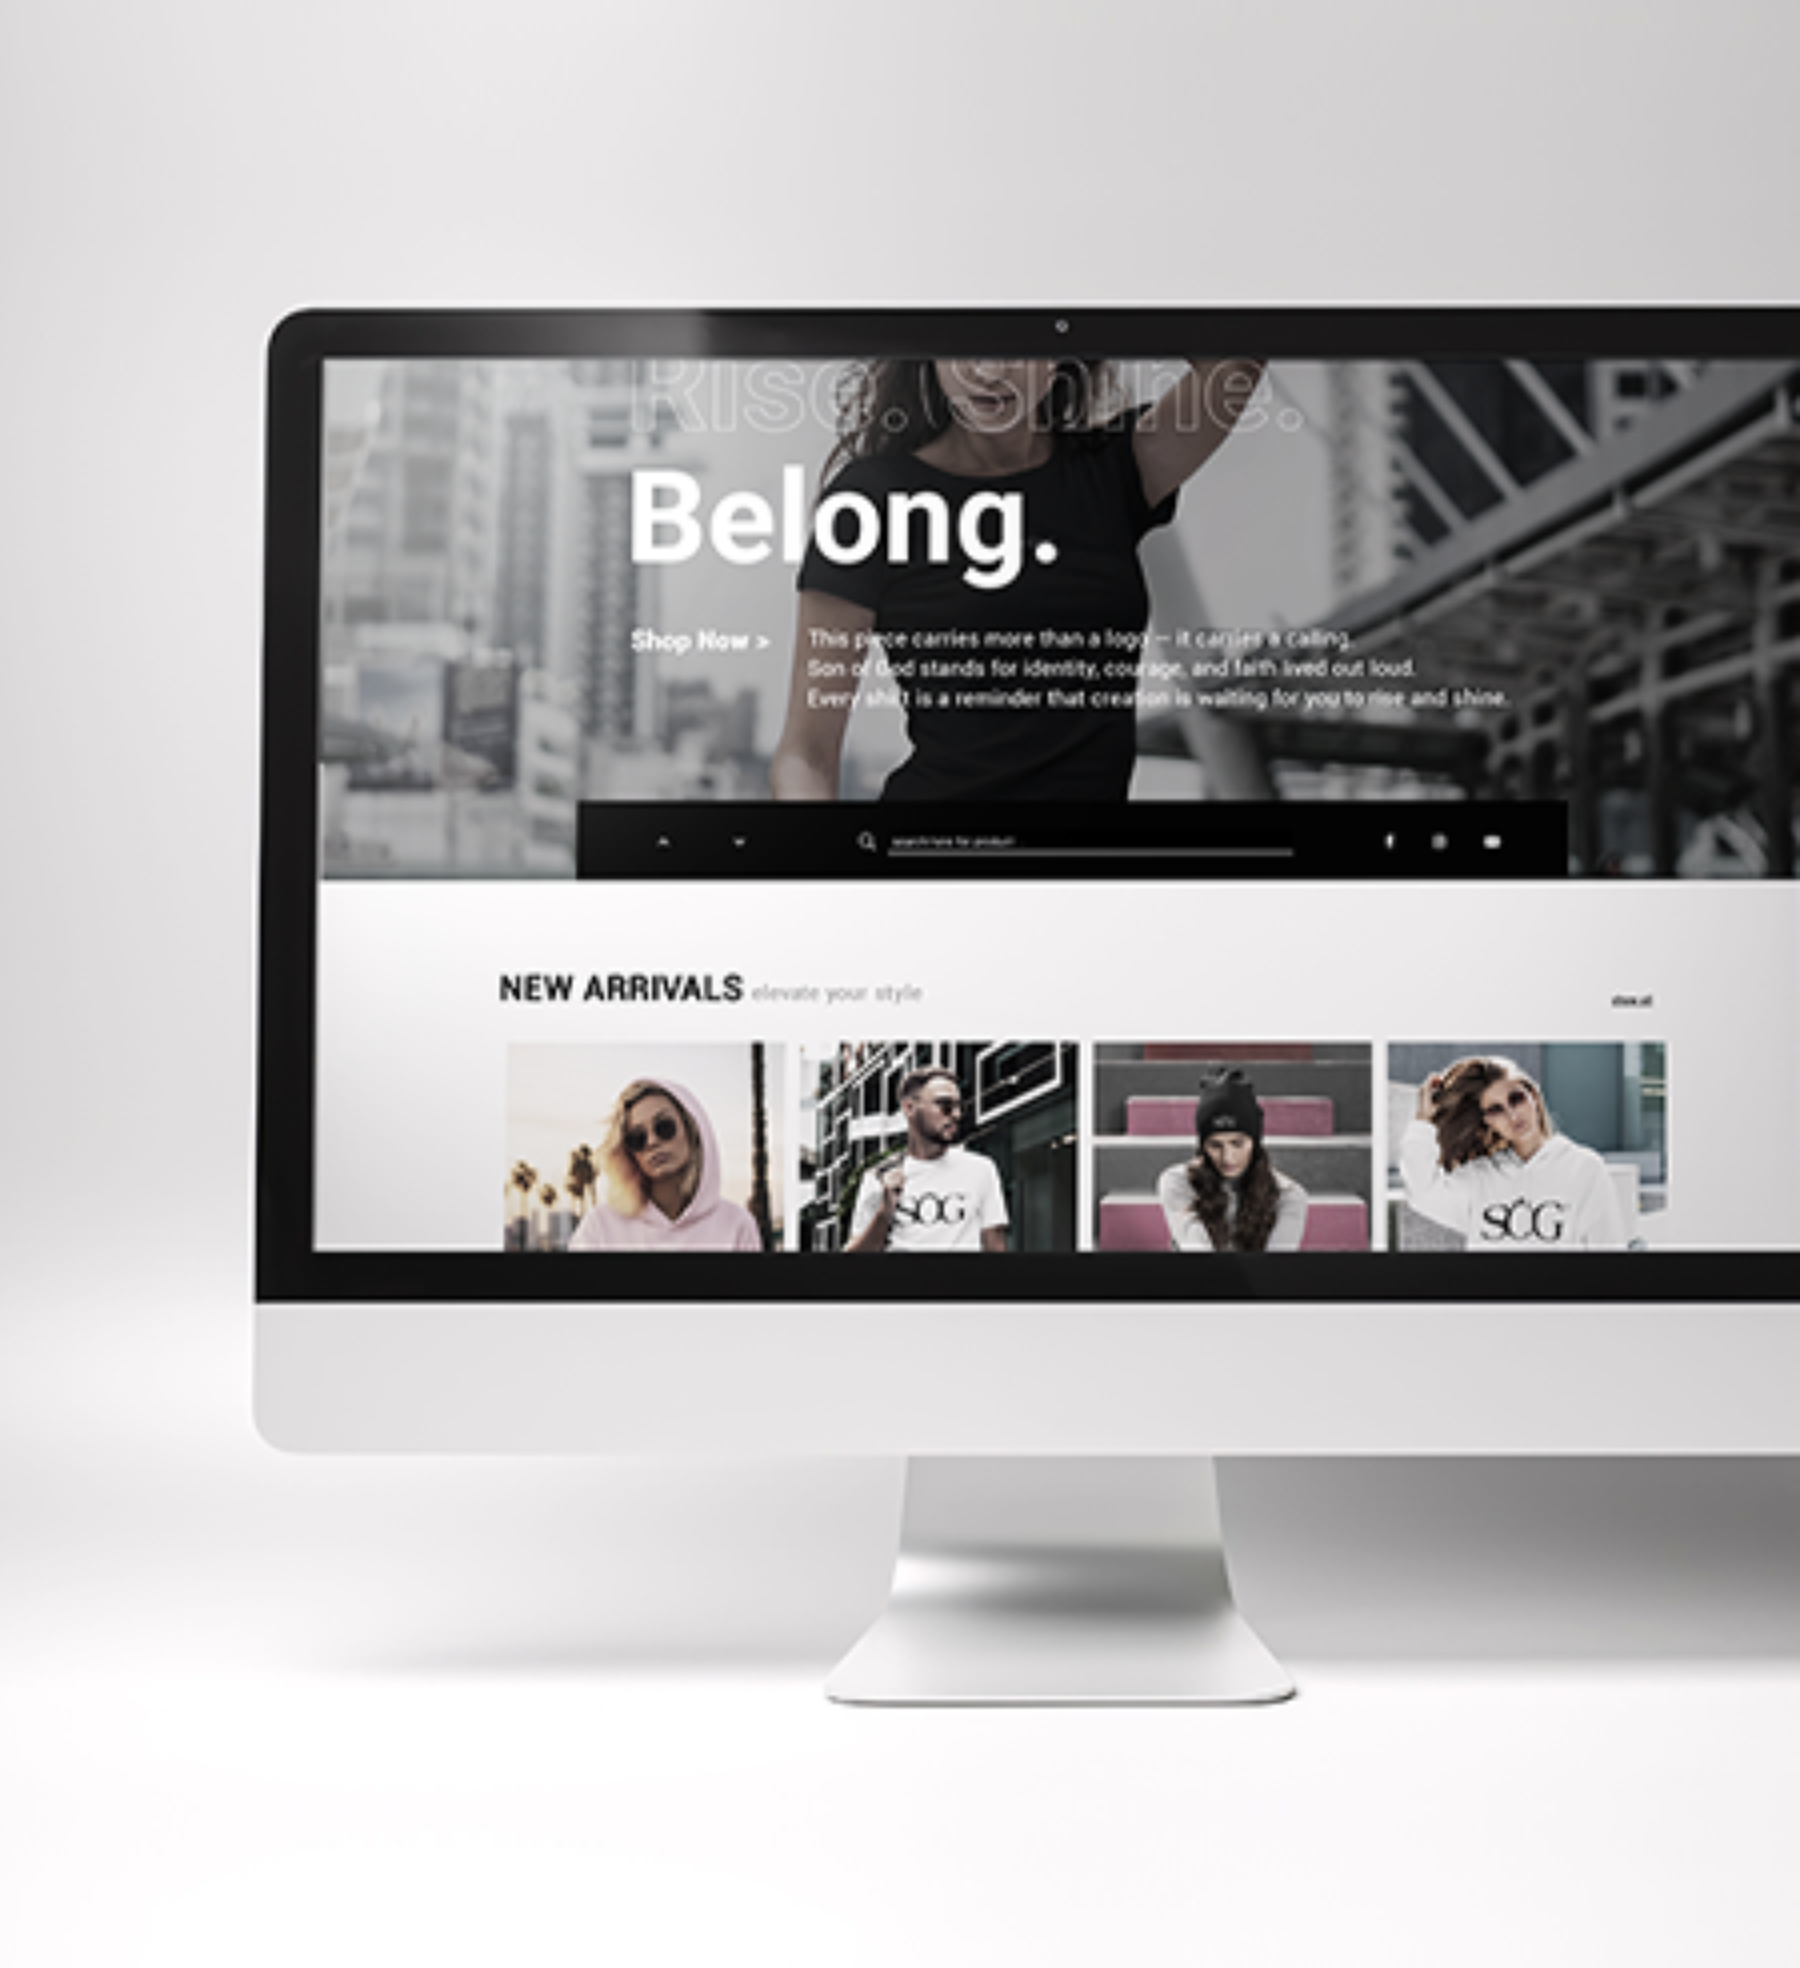 Rise. Shine.
Belong.
Shop Now >
This piece carries more than a logo – it carries a calling.
Son of God stands for identity, courage, and faith lived out loud.
Every shirt is a reminder that creation is waiting for you to rise and shine.
search here for product
NEW ARRIVALS elevate your style
SOG
SOG